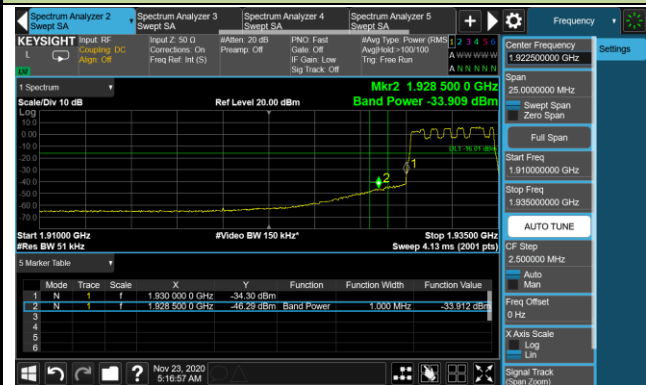 Spectrum Analyzer 2
Swept SA
Spectrum Analyzer 3
Swept SA
Spectrum Analyzer 4
Swept SA
Spectrum Analyzer 5
Swept SA
+
Frequency
KEYSIGHT
L
Input: RF
Coupling: DC
Align: Off
Input Z: 50 Ω
Corrections: On
Freq Ref: Int (S)
#Atten: 20 dB
Preamp: Off
PNO: Fast
Gate: Off
IF Gain: Low
Sig Track: Off
#Avg Type: Power (RMS
Avg|Hold:>100/100
Trig: Free Run
1 2 3 4 5 6
A W W W W W
A N N N N N
1 Spectrum
Scale/Div 10 dB
Ref Level 20.00 dBm
Mkr2 1.928 500 0 GHz
Band Power -33.909 dBm
Log
10.0
0.00
-10.0
-20.0
-30.0
-40.0
-50.0
-60.0
-70.0
DL1 -16.01 dBm
1
2
Start 1.91000 GHz
#Res BW 51 kHz
#Video BW 150 kHz*
Stop 1.93500 GHz
Sweep 4.13 ms (2001 pts)
5 Marker Table
Mode Trace Scale X Y Function Function Width Function Value
1 N 1 f 1.930 000 0 GHz -34.30 dBm
2 N 1 f 1.928 500 0 GHz -46.29 dBm Band Power 1.000 MHz -33.912 dBm
3
4
5
6
?
Nov 23, 2020
5:16:57 AM
Center Frequency
1.922500000 GHz
Settings
Span
25.0000000 MHz
Swept Span
Zero Span
Full Span
Start Freq
1.910000000 GHz
Stop Freq
1.935000000 GHz
AUTO TUNE
CF Step
2.500000 MHz
Auto
Man
Freq Offset
0 Hz
X Axis Scale
Log
Lin
Signal Track
(Span Zoom)